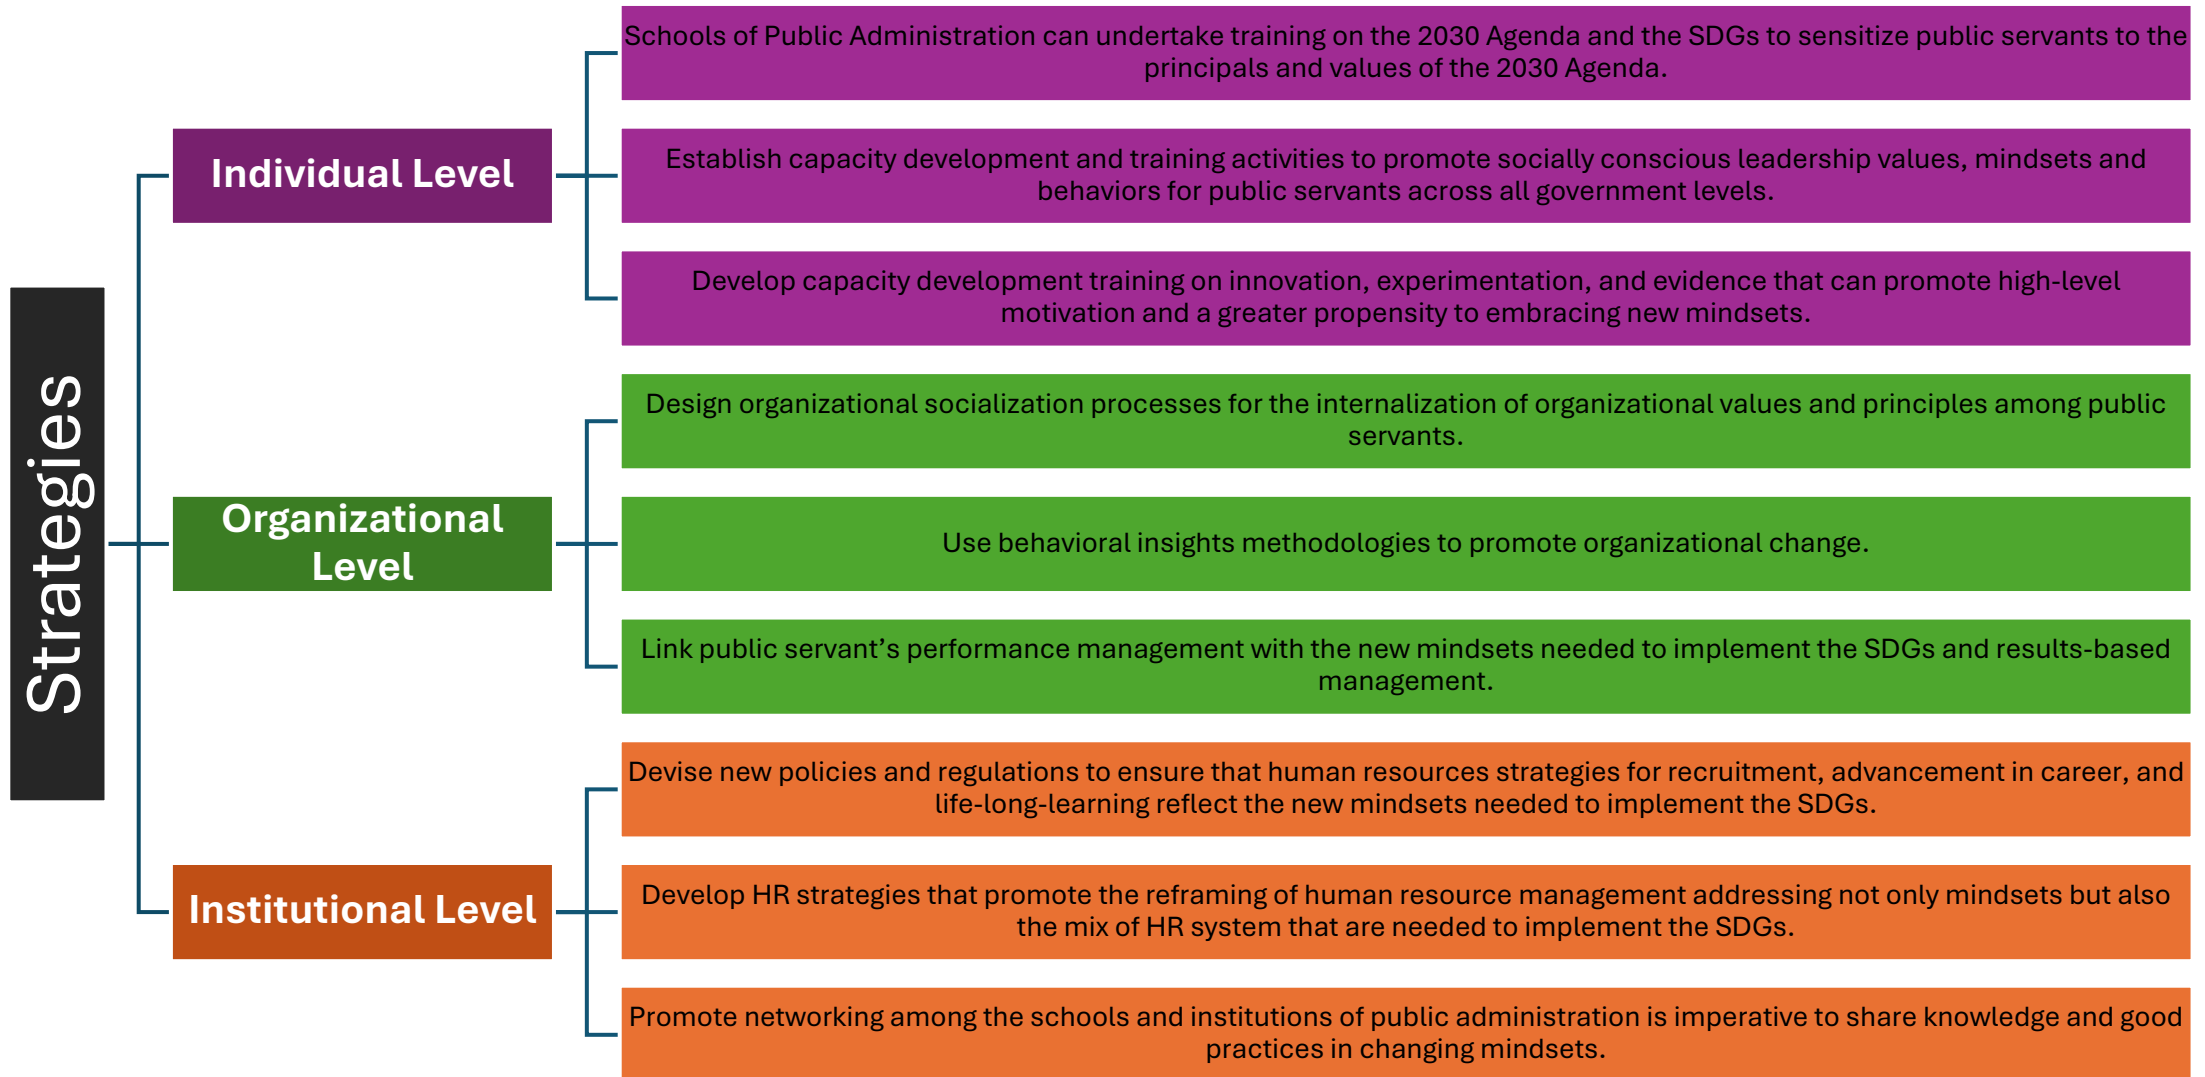 Strategies
Individual Level
Schools of Public Administration can undertake training on the 2030 Agenda and the SDGs to sensitize public servants to the
principals and values of the 2030 Agenda.
Establish capacity development and training activities to promote socially conscious leadership values, mindsets and
behaviors for public servants across all government levels.
Develop capacity development training on innovation, experimentation, and evidence that can promote high-level
motivation and a greater propensity to embracing new mindsets.
Organizational
Level
Design organizational socialization processes for the internalization of organizational values and principles among public
servants.
Use behavioral insights methodologies to promote organizational change.
Link public servant’s performance management with the new mindsets needed to implement the SDGs and results-based
management.
Institutional Level
Devise new policies and regulations to ensure that human resources strategies for recruitment, advancement in career, and
life-long-learning reflect the new mindsets needed to implement the SDGs.
Develop HR strategies that promote the reframing of human resource management addressing not only mindsets but also
the mix of HR system that are needed to implement the SDGs.
Promote networking among the schools and institutions of public administration is imperative to share knowledge and good
practices in changing mindsets.